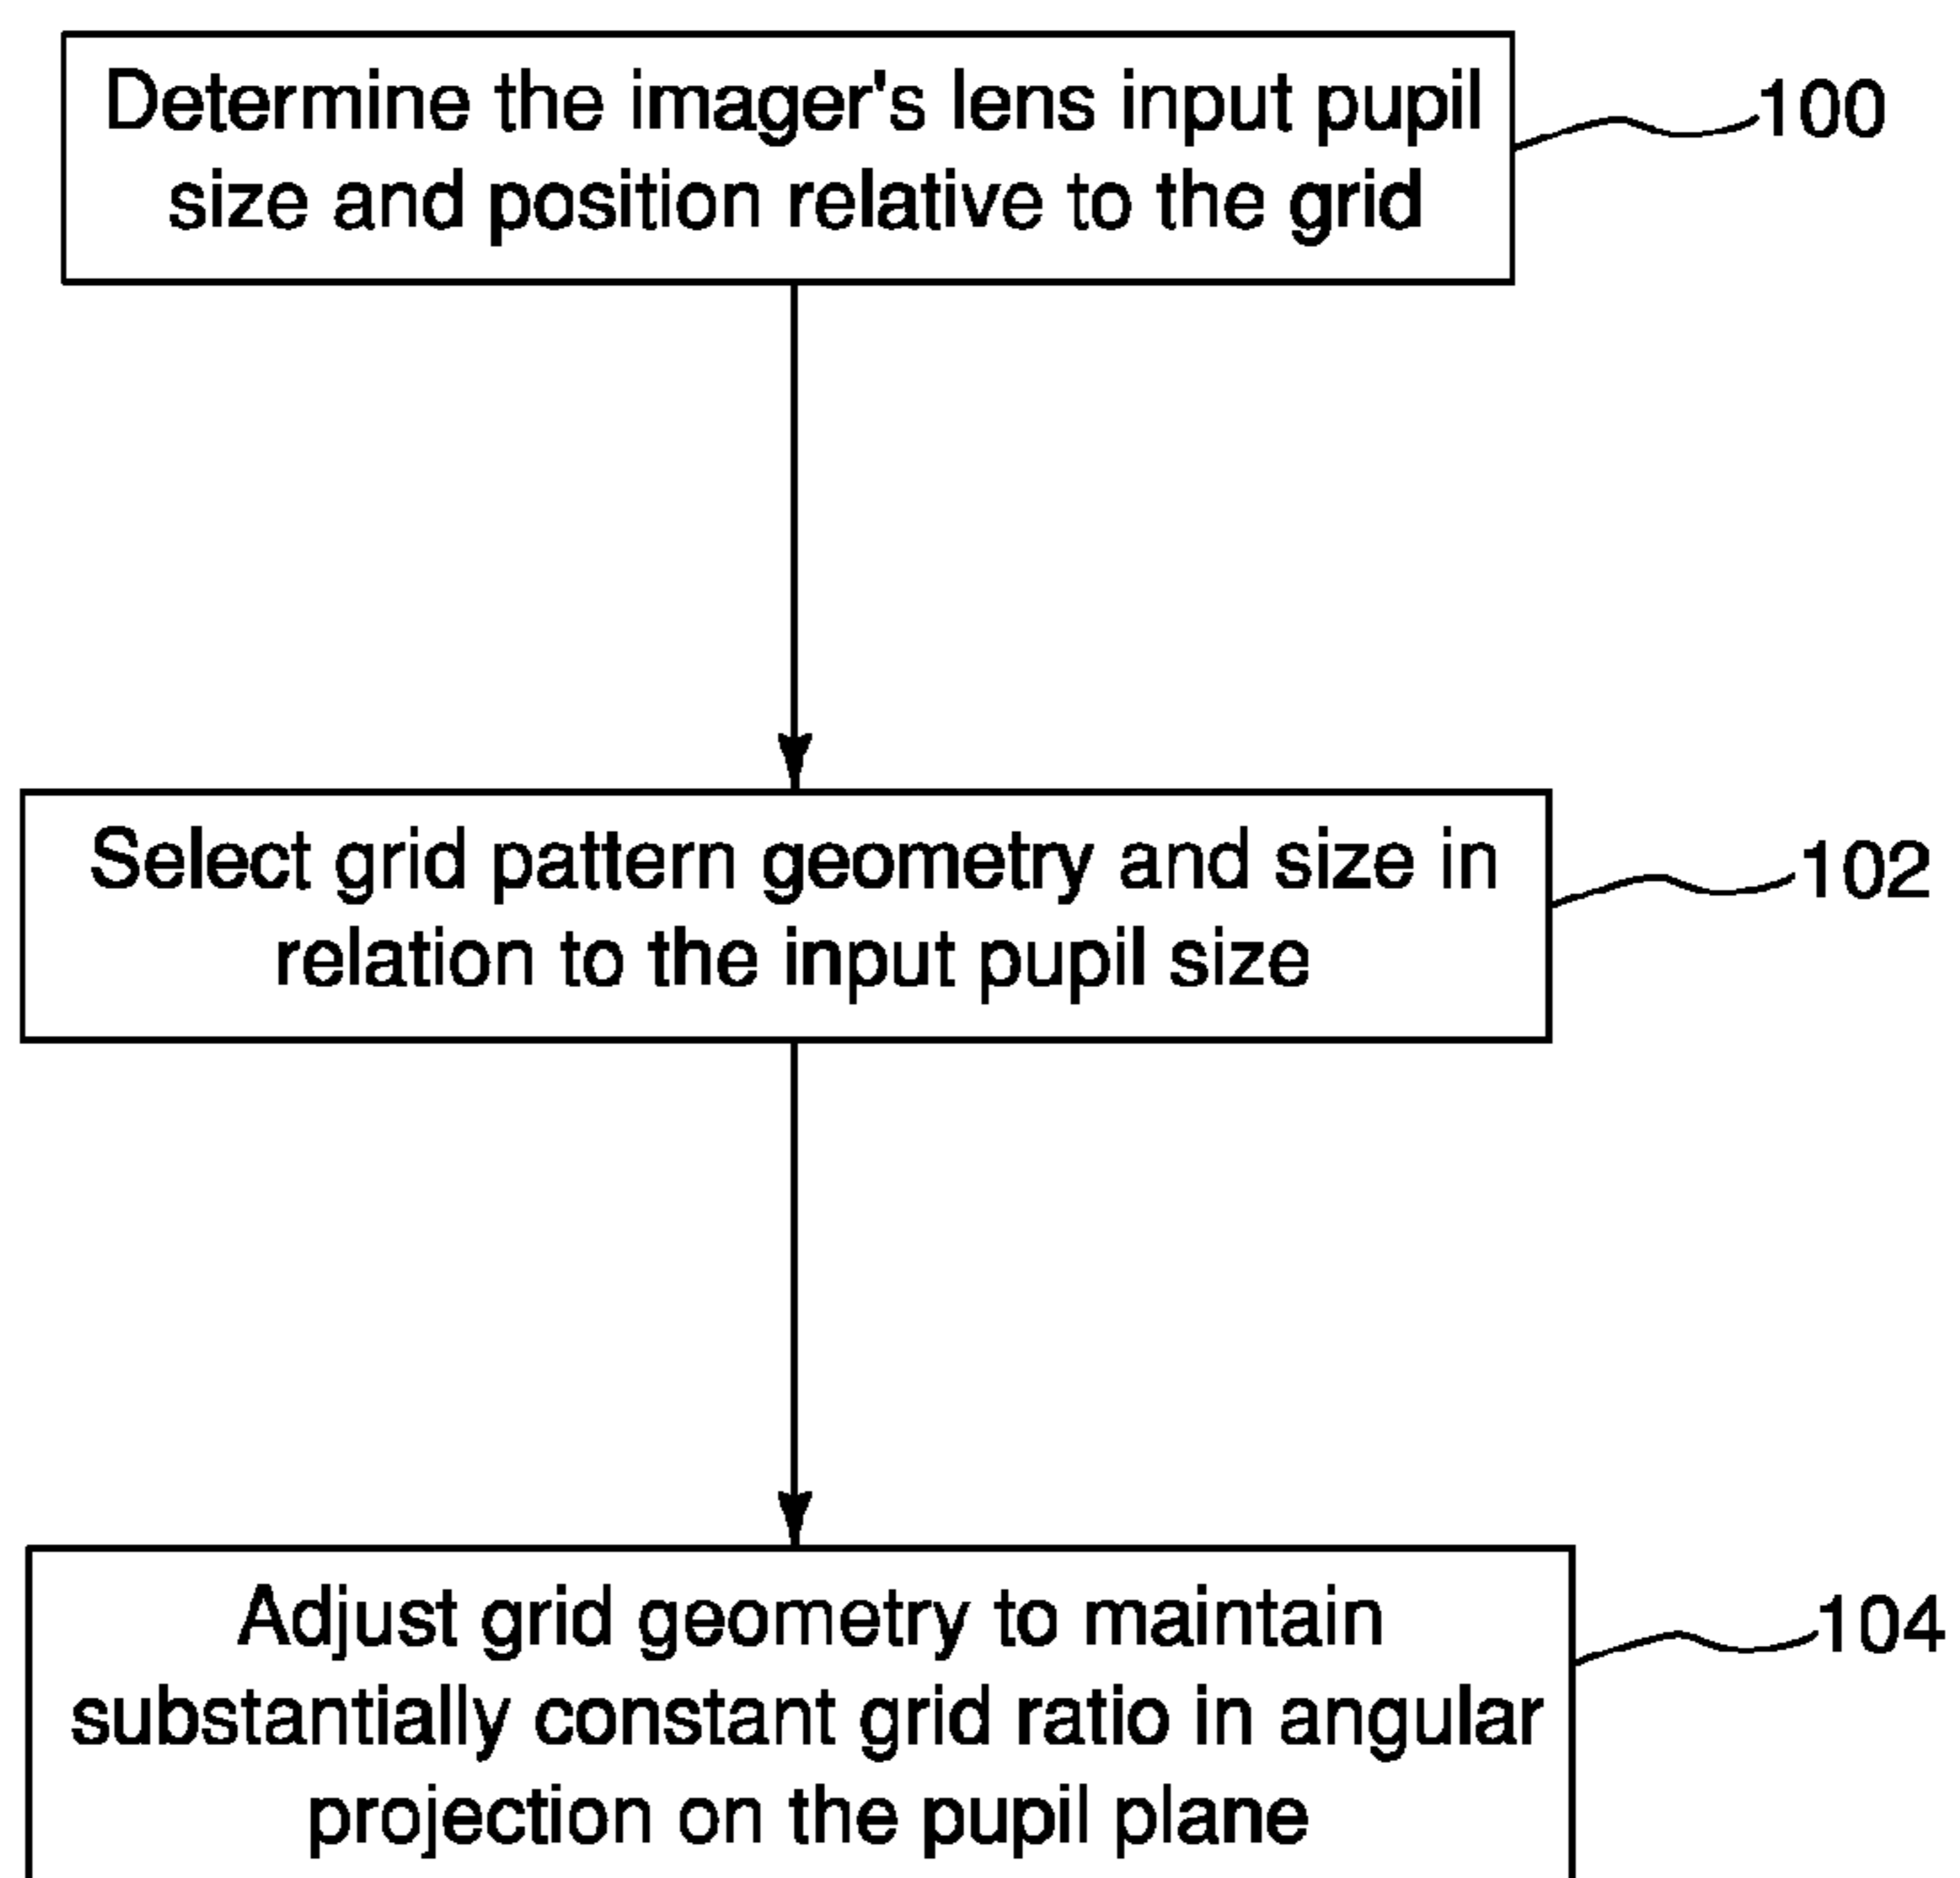 Determine the imager's lens input pupil
size and position relative to the grid
100
Select grid pattern geometry and size in
relation to the input pupil size
102
Adjust grid geometry to maintain
substantially constant grid ratio in angular
projection on the pupil plane
104